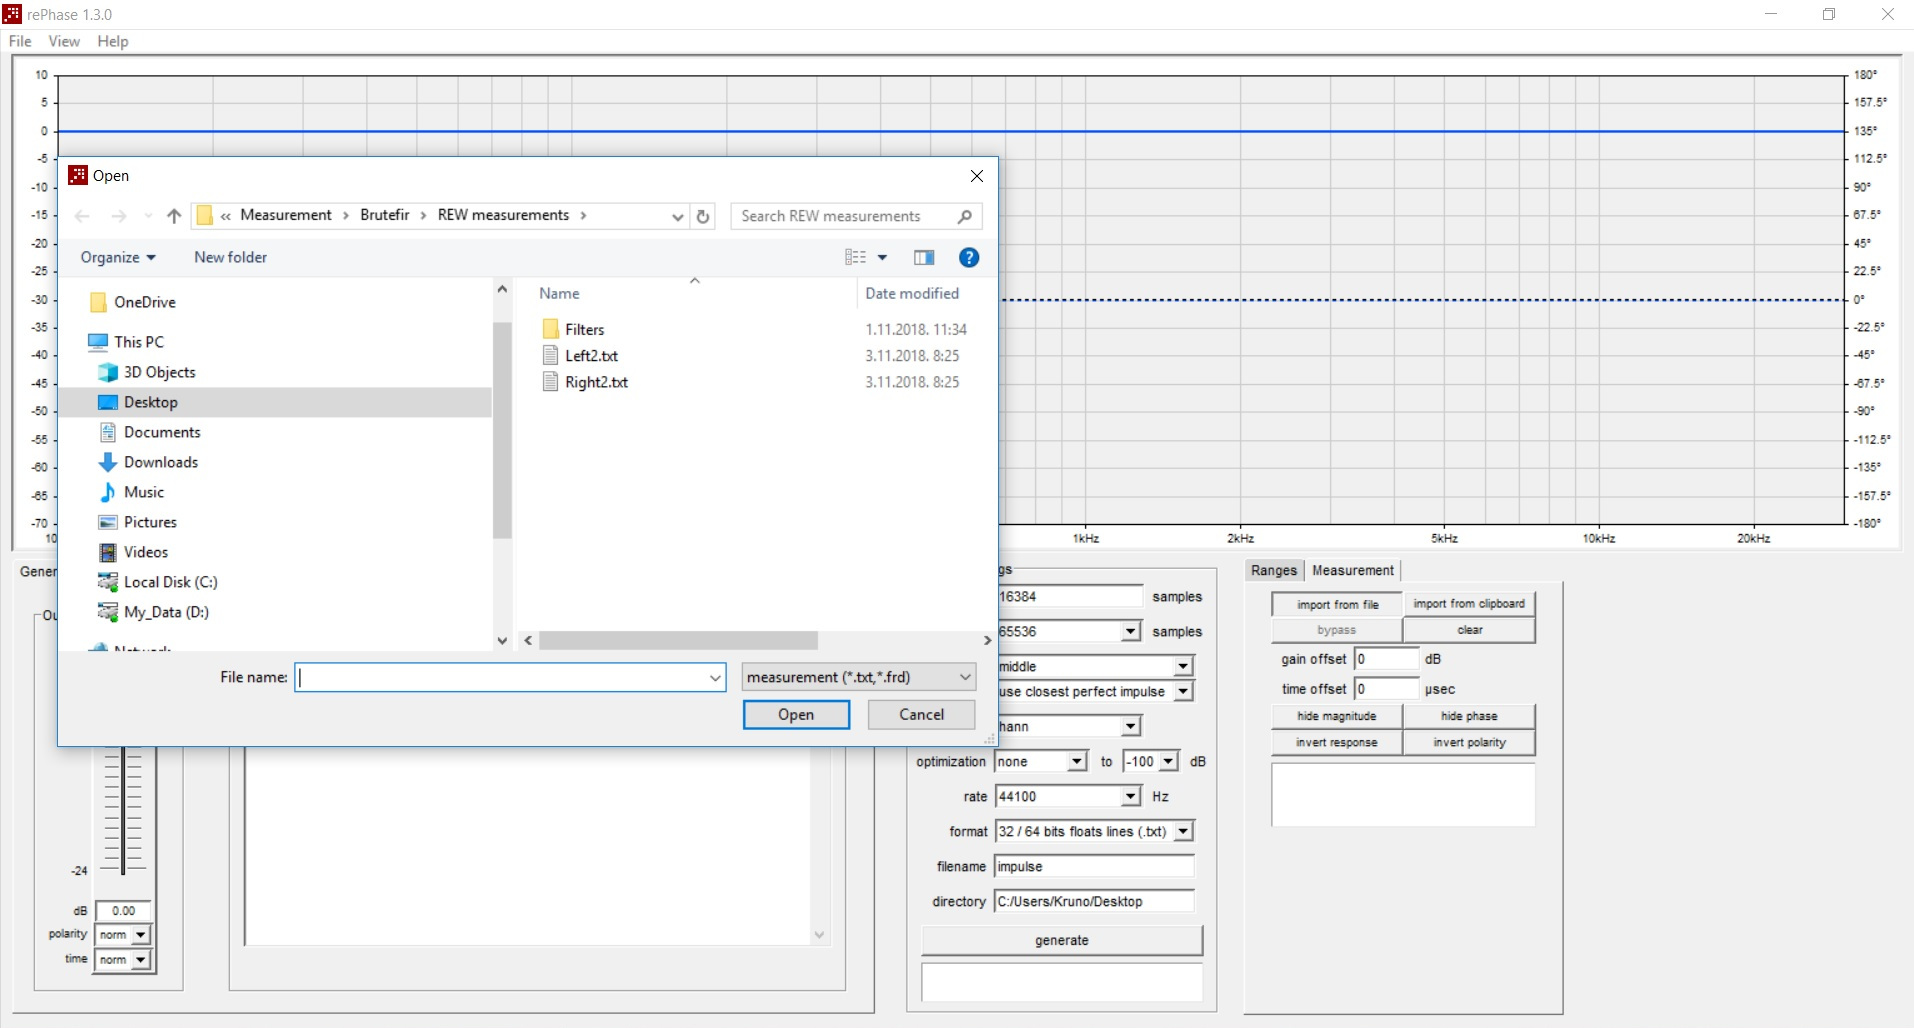 rePhase 1.3.0
File View Help
10 180°
5 157.5°
0 135°
-5 112.5°
-10 90°
-15 67.5°
-20 45°
-25 22.5°
-30 0°
-35 -22.5°
-40 -45°
-45 -67.5°
-50 -90°
-55 -112.5°
-60 -135°
-65 -157.5°
-70 -180°
10 1kHz 2kHz 5kHz 10kHz 20kHz
Open
« Measurement › Brutefir › REW measurements ›
Search REW measurements
Organize New folder
OneDrive
This PC
3D Objects
Desktop
Documents
Downloads
Music
Pictures
Videos
Local Disk (C:)
My_Data (D:)
Network
Name Date modified
Filters 1.11.2018. 11:34
Left2.txt 3.11.2018. 8:25
Right2.txt 3.11.2018. 8:25
File name: measurement (*.txt,*.frd)
Open Cancel
Gener
Ou
-24
dB 0.00
polarity norm
time norm
gs
16384 samples
65536 samples
middle
use closest perfect impulse
hann
optimization none to -100 dB
rate 44100 Hz
format 32 / 64 bits floats lines (.txt)
filename impulse
directory C:/Users/Kruno/Desktop
generate
Ranges Measurement
import from file import from clipboard
bypass clear
gain offset 0 dB
time offset 0 µsec
hide magnitude hide phase
invert response invert polarity